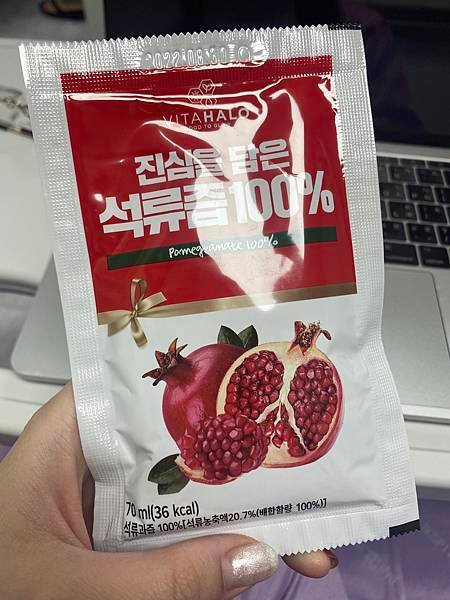 VITAHALO
진심을 담은
석류즙100%
Pomegranate 100%
70 ml(36 kcal)
석류과즙 100%[석류농축액20.7%(배합함량 100%)]